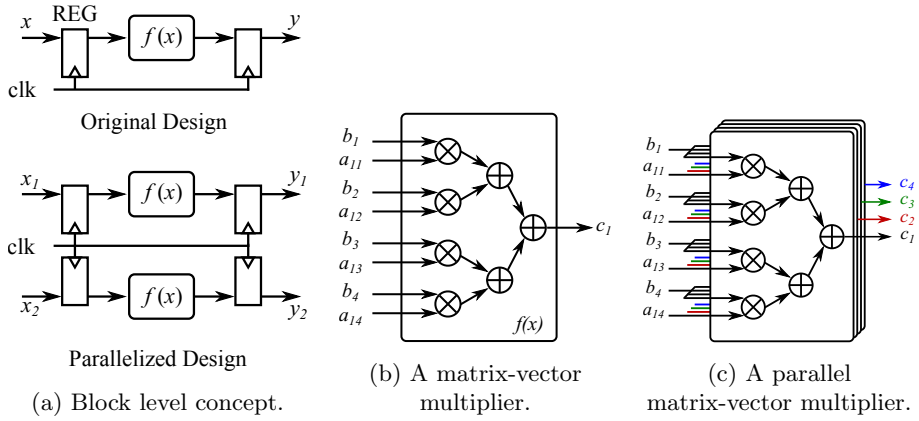 x
REG
f(x)
y
clk
Original Design
x1
f(x)
y1
clk
x2
f(x)
y2
Parallelized Design
(a) Block level concept.
b1
a11
b2
a12
b3
a13
b4
a14
c1
f(x)
(b) A matrix-vector
multiplier.
b1
a11
b2
a12
b3
a13
b4
a14
c4
c3
c2
c1
(c) A parallel
matrix-vector multiplier.